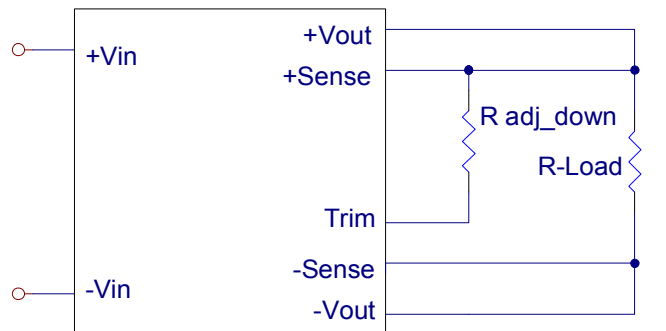 +Vout
+Vin
+Sense
R adj_down
R-Load
Trim
-Sense
-Vin
-Vout